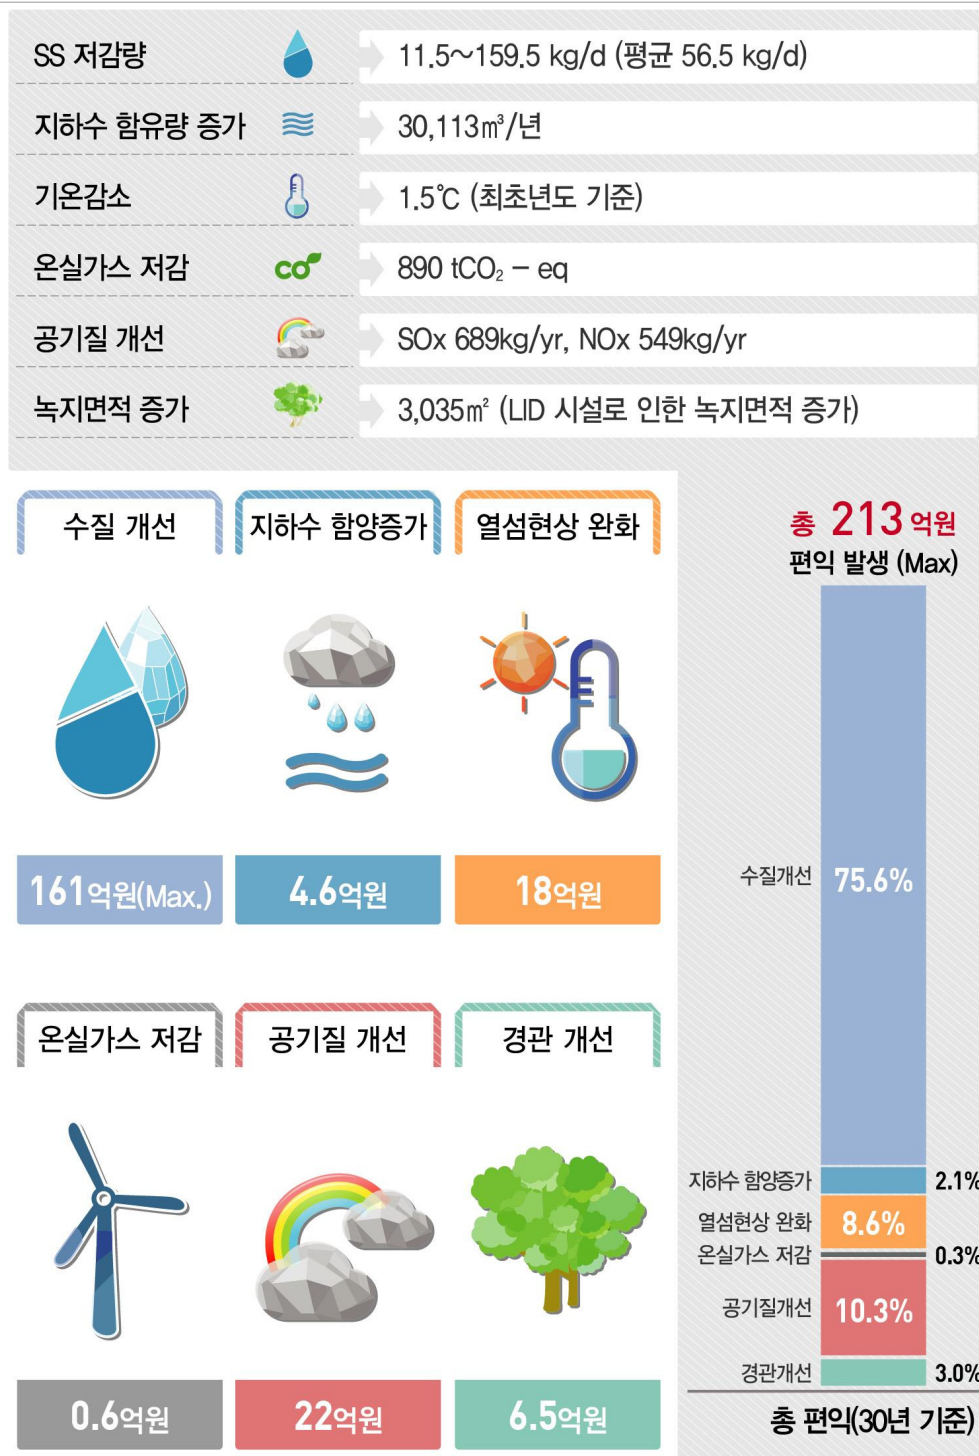 SS 저감량
11.5~159.5 kg/d (평균 56.5 kg/d)
지하수 함유량 증가
30,113㎥/년
기온감소
1.5℃ (최초년도 기준)
온실가스 저감
co
890 tCO₂ – eq
공기질 개선
SOx 689kg/yr, NOx 549kg/yr
녹지면적 증가
3,035㎡ (LID 시설로 인한 녹지면적 증가)
수질 개선
지하수 함양증가
열섬현상 완화
161억원(Max.)
4.6억원
18억원
온실가스 저감
공기질 개선
경관 개선
0.6억원
22억원
6.5억원
총 213 억원
편익 발생 (Max)
수질개선 75.6%
지하수 함양증가 2.1%
열섬현상 완화 8.6%
온실가스 저감 0.3%
공기질개선 10.3%
경관개선 3.0%
총 편익(30년 기준)